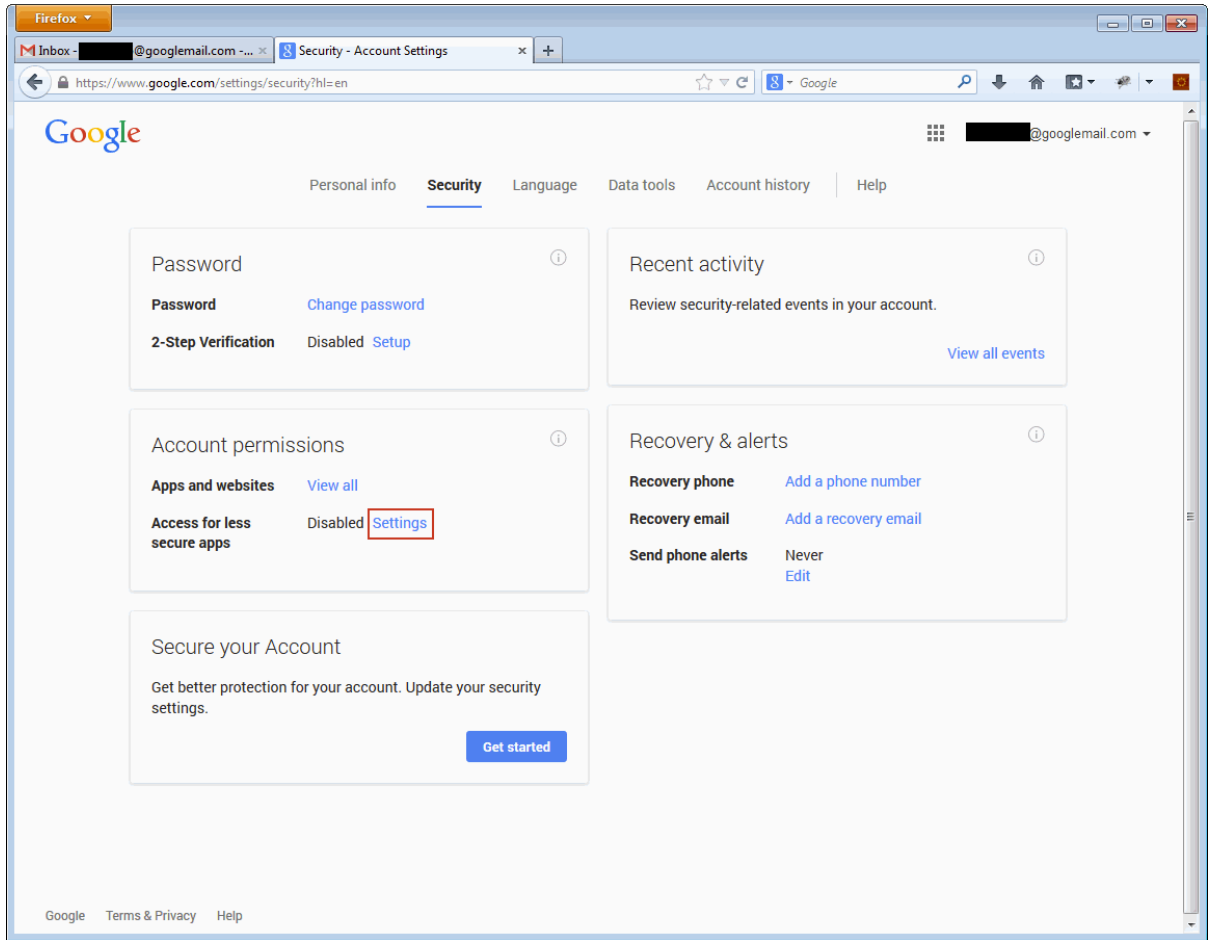 Firefox
Inbox - @googlemail.com -... × Security - Account Settings × +
https://www.google.com/settings/security?hl=en 8 Google
Google @googlemail.com
Personal info Security Language Data tools Account history Help
Password
Password Change password
2-Step Verification Disabled Setup
Recent activity
Review security-related events in your account.
View all events
Account permissions
Apps and websites View all
Access for less Disabled Settings
secure apps
Recovery & alerts
Recovery phone Add a phone number
Recovery email Add a recovery email
Send phone alerts Never
Edit
Secure your Account
Get better protection for your account. Update your security
settings.
Get started
Google Terms & Privacy Help